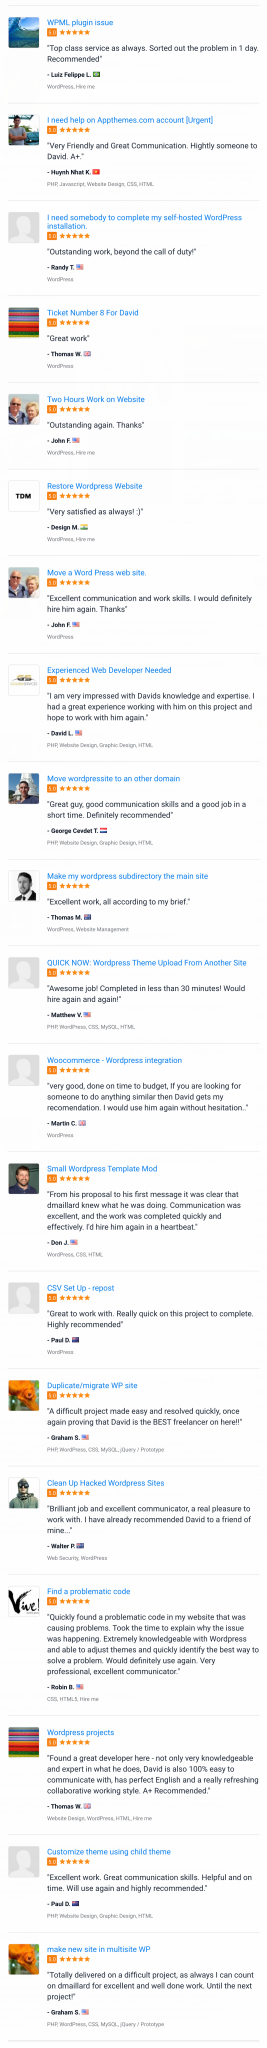 WPML plugin issue
5.0
"Top class service as always. Sorted out the problem in 1 day.
Recommended"
- Luiz Felippe L.
WordPress, Hire me
I need help on Appthemes.com account [Urgent]
5.0
"Very Friendly and Great Communication. Hightly someone to
David. A+."
- Huynh Nhat K.
PHP, Javascript, Website Design, CSS, HTML
I need somebody to complete my self-hosted WordPress
installation.
5.0
"Outstanding work, beyond the call of duty!"
- Randy T.
WordPress
Ticket Number 8 For David
5.0
"Great work"
- Thomas W.
WordPress
Two Hours Work on Website
5.0
"Outstanding again. Thanks"
- John F.
WordPress, Hire me
TDM
Restore Wordpress Website
5.0
"Very satisfied as always! :)"
- Design M.
WordPress, Hire me
Move a Word Press web site.
5.0
"Excellent communication and work skills. I would definitely
hire him again. Thanks"
- John F.
WordPress
Experienced Web Developer Needed
5.0
"I am very impressed with Davids knowledge and expertise. I
had a great experience working with him on this project and
hope to work with him again."
- David L.
PHP, Website Design, Graphic Design, HTML
Move wordpressite to an other domain
5.0
"Great guy, good communication skills and a good job in a
short time. Definitely recommended"
- George Cevdet T.
PHP, Website Design, Graphic Design, HTML
Make my wordpress subdirectory the main site
5.0
"Excellent work, all according to my brief."
- Thomas M.
WordPress, Website Management
QUICK NOW: Wordpress Theme Upload From Another Site
5.0
"Awesome job! Completed in less than 30 minutes! Would
hire again and again!"
- Matthew V.
PHP, WordPress, CSS, MySQL, HTML
Woocommerce - Wordpress integration
5.0
"very good, done on time to budget, If you are looking for
someone to do anything similar then David gets my
recomendation. I would use him again without hesitation.."
- Martin C.
WordPress
Small Wordpress Template Mod
5.0
"From his proposal to his first message it was clear that
dmaillard knew what he was doing. Communication was
excellent, and the work was completed quickly and
effectively. I'd hire him again in a heartbeat."
- Don J.
WordPress, CSS, HTML
CSV Set Up - repost
5.0
"Great to work with. Really quick on this project to complete.
Highly recommended"
- Paul D.
WordPress
Duplicate/migrate WP site
5.0
"A difficult project made easy and resolved quickly, once
again proving that David is the BEST freelancer on here!!"
- Graham S.
PHP, WordPress, CSS, MySQL, jQuery / Prototype
Clean Up Hacked Wordpress Sites
5.0
"Brilliant job and excellent communicator, a real pleasure to
work with. I have already recommended David to a friend of
mine..."
- Walter P.
Web Security, WordPress
Vive!
Find a problematic code
5.0
"Quickly found a problematic code in my website that was
causing problems. Took the time to explain why the issue
was happening. Extremely knowledgeable with Wordpress
and able to adjust themes and quickly identify the best way to
solve a problem. Would definitely use again. Very
professional, excellent communicator."
- Robin B.
CSS, HTML5, Hire me
Wordpress projects
5.0
"Found a great developer here - not only very knowledgeable
and expert in what he does, David is also 100% easy to
communicate with, has perfect English and a really refreshing
collaborative working style. A+ Recommended."
- Thomas W.
Website Design, WordPress, HTML, Hire me
Customize theme using child theme
5.0
"Excellent work. Great communication skills. Helpful and on
time. Will use again and highly recommended."
- Paul D.
PHP, Website Design, Graphic Design, HTML
make new site in multisite WP
5.0
"Totally delivered on a difficult project, as always I can count
on dmaillard for excellent and well done work. Until the next
project!"
- Graham S.
PHP, WordPress, CSS, MySQL, jQuery / Prototype